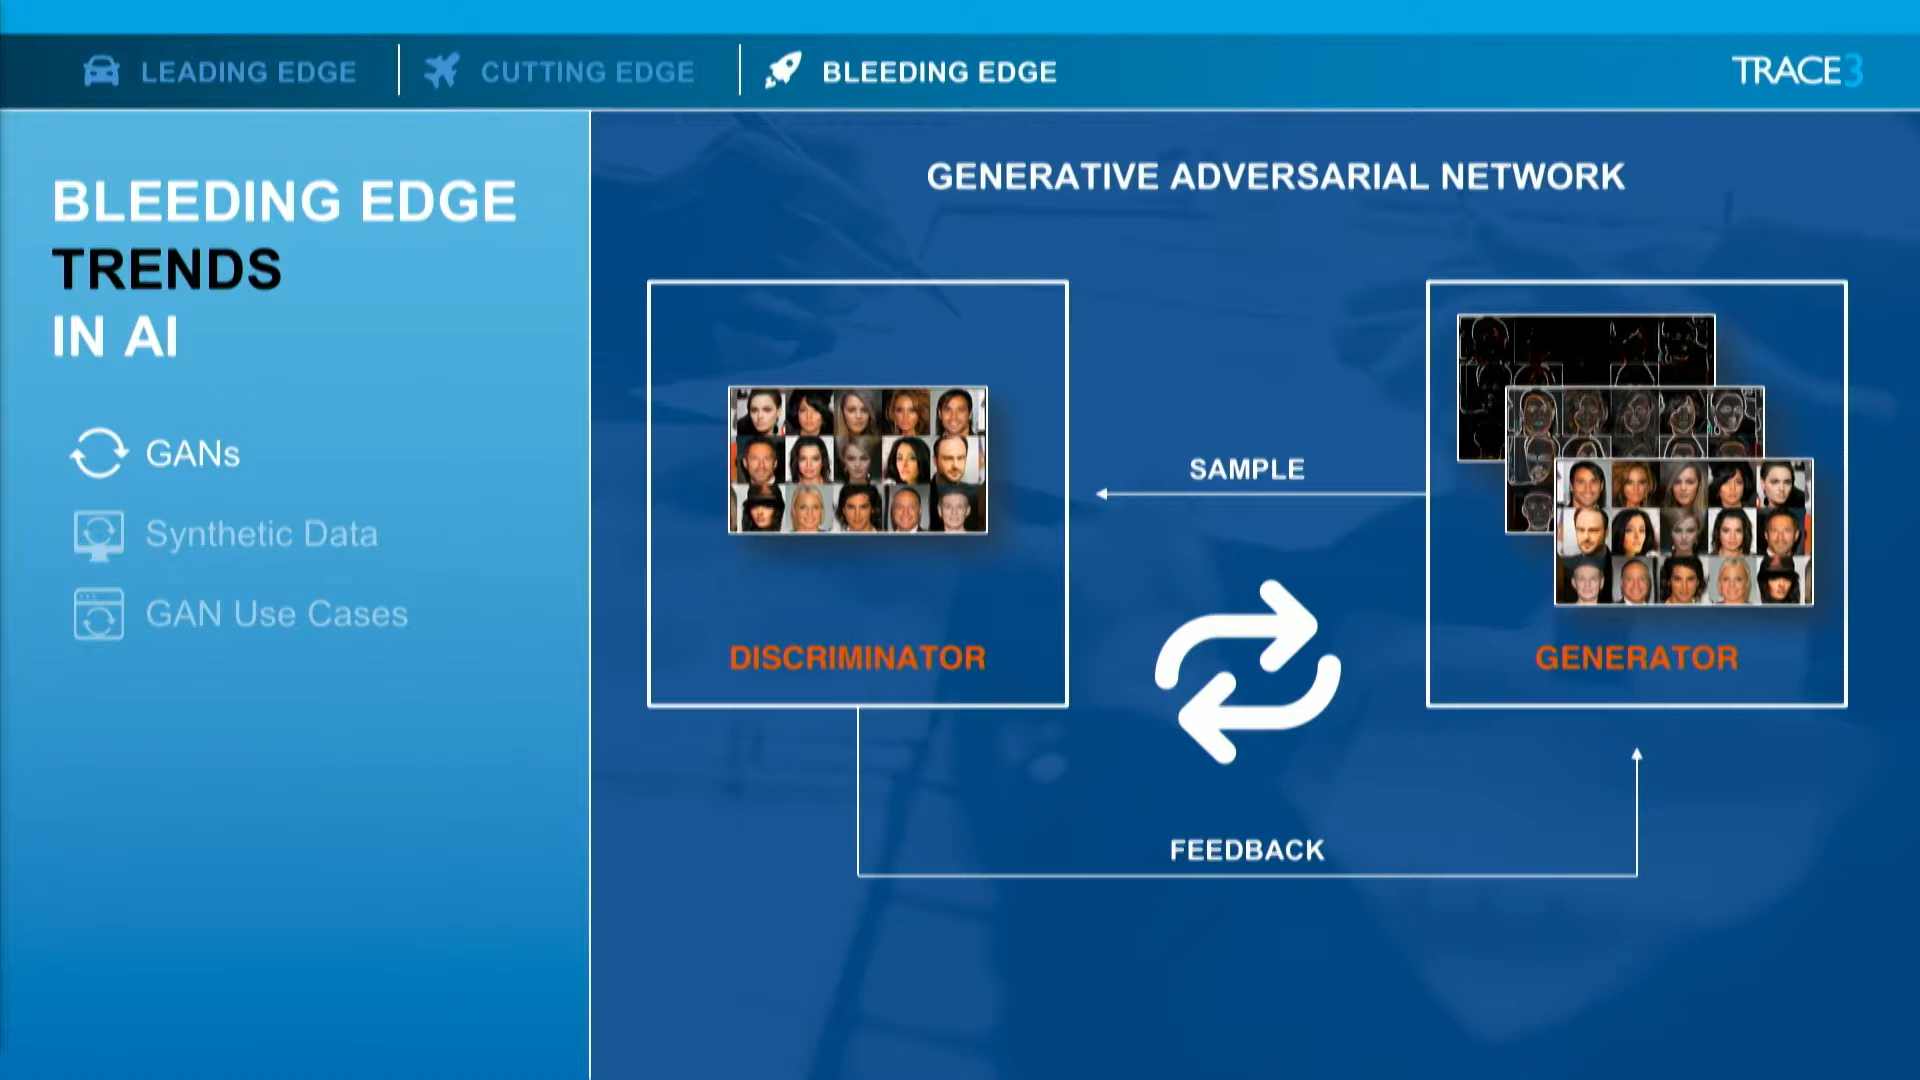 LEADING EDGE
CUTTING EDGE
BLEEDING EDGE
TRACE3
BLEEDING EDGE
TRENDS
IN AI
GANs
Synthetic Data
GAN Use Cases
GENERATIVE ADVERSARIAL NETWORK
SAMPLE
DISCRIMINATOR
GENERATOR
FEEDBACK